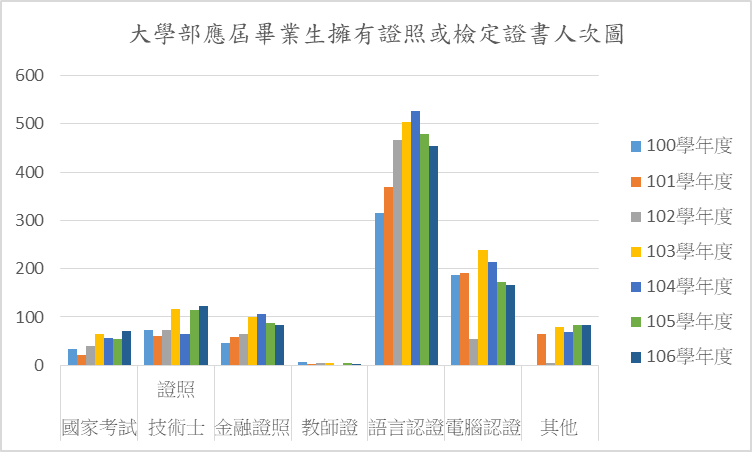 大學部應屆畢業生擁有證照或檢定證書人次圖
600
500
400
300
200
100
0
證照
國家考試 技術士 金融證照 教師證 語言認證 電腦認證 其他
100學年度
101學年度
102學年度
103學年度
104學年度
105學年度
106學年度